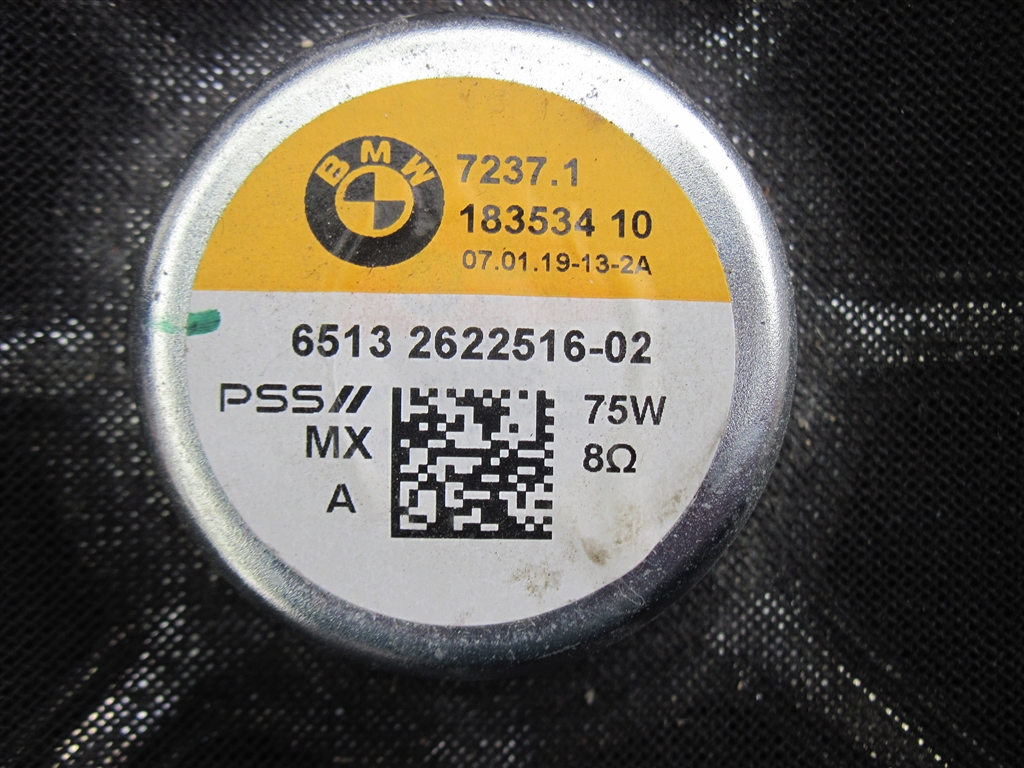 BMW
7237.1
183534 10
07.01.19-13-2A
6513 2622516-02
PSS//
MX
A
75W
8Ω